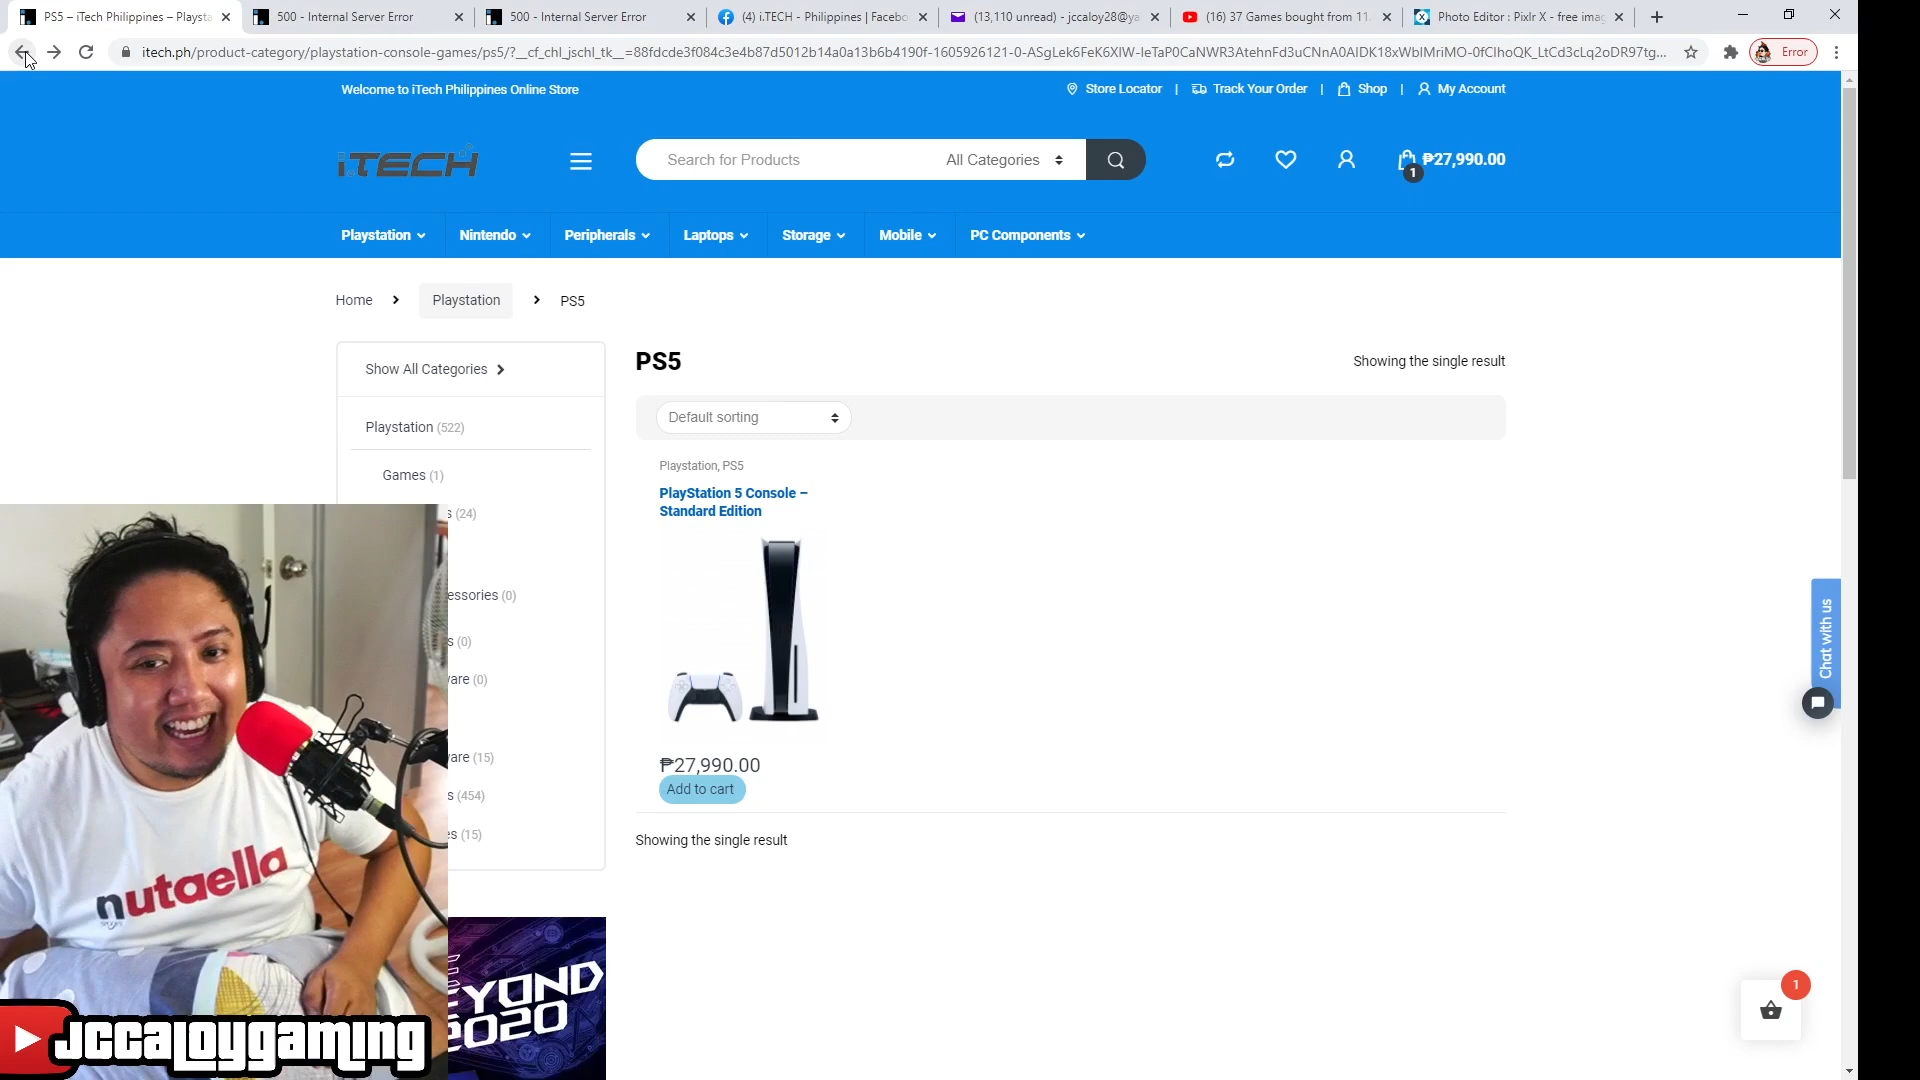 PS5 – iTech Philippines – Playsta
500 - Internal Server Error
500 - Internal Server Error
(4) i.TECH - Philippines | Facebo
(13,110 unread) - jccaloy28@ya
(16) 37 Games bought from 11.
Photo Editor : Pixlr X - free imag
itech.ph/product-category/playstation-console-games/ps5/?__cf_chl_jschl_tk__=88fdcde3f084c3e4b87d5012b14a0a13b6b4190f-1605926121-0-ASgLek6FeK6XIW-IeTaP0CaNWR3AtehnFd3uCNnA0AIDK18xWbIMriMO-0fCIhoQK_LtCd3cLq2oDR97tg...
Error
Welcome to iTech Philippines Online Store
Store Locator | Track Your Order | Shop | My Account
iTECH
Search for Products
All Categories
₱27,990.00
1
Playstation
Nintendo
Peripherals
Laptops
Storage
Mobile
PC Components
Home
Playstation
PS5
Show All Categories
Playstation (522)
Games (1)
s (24)
essories (0)
s (0)
are (0)
are (15)
s (454)
es (15)
PS5
Showing the single result
Default sorting
Playstation, PS5
PlayStation 5 Console –
Standard Edition
₱27,990.00
Add to cart
Showing the single result
Chat with us
1
nutaella
JCCALOYGAMING
YOND
2020